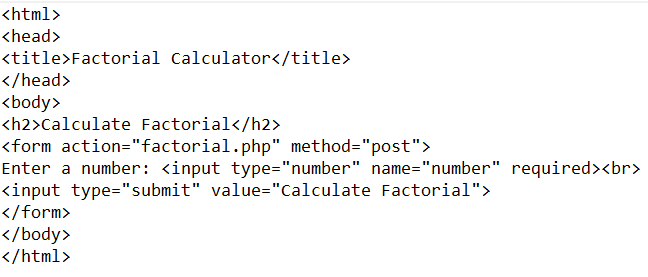 <html>
<head>
<title>Factorial Calculator</title>
</head>
<body>
<h2>Calculate Factorial</h2>
<form action="factorial.php" method="post">
Enter a number: <input type="number" name="number" required><br>
<input type="submit" value="Calculate Factorial">
</form>
</body>
</html>